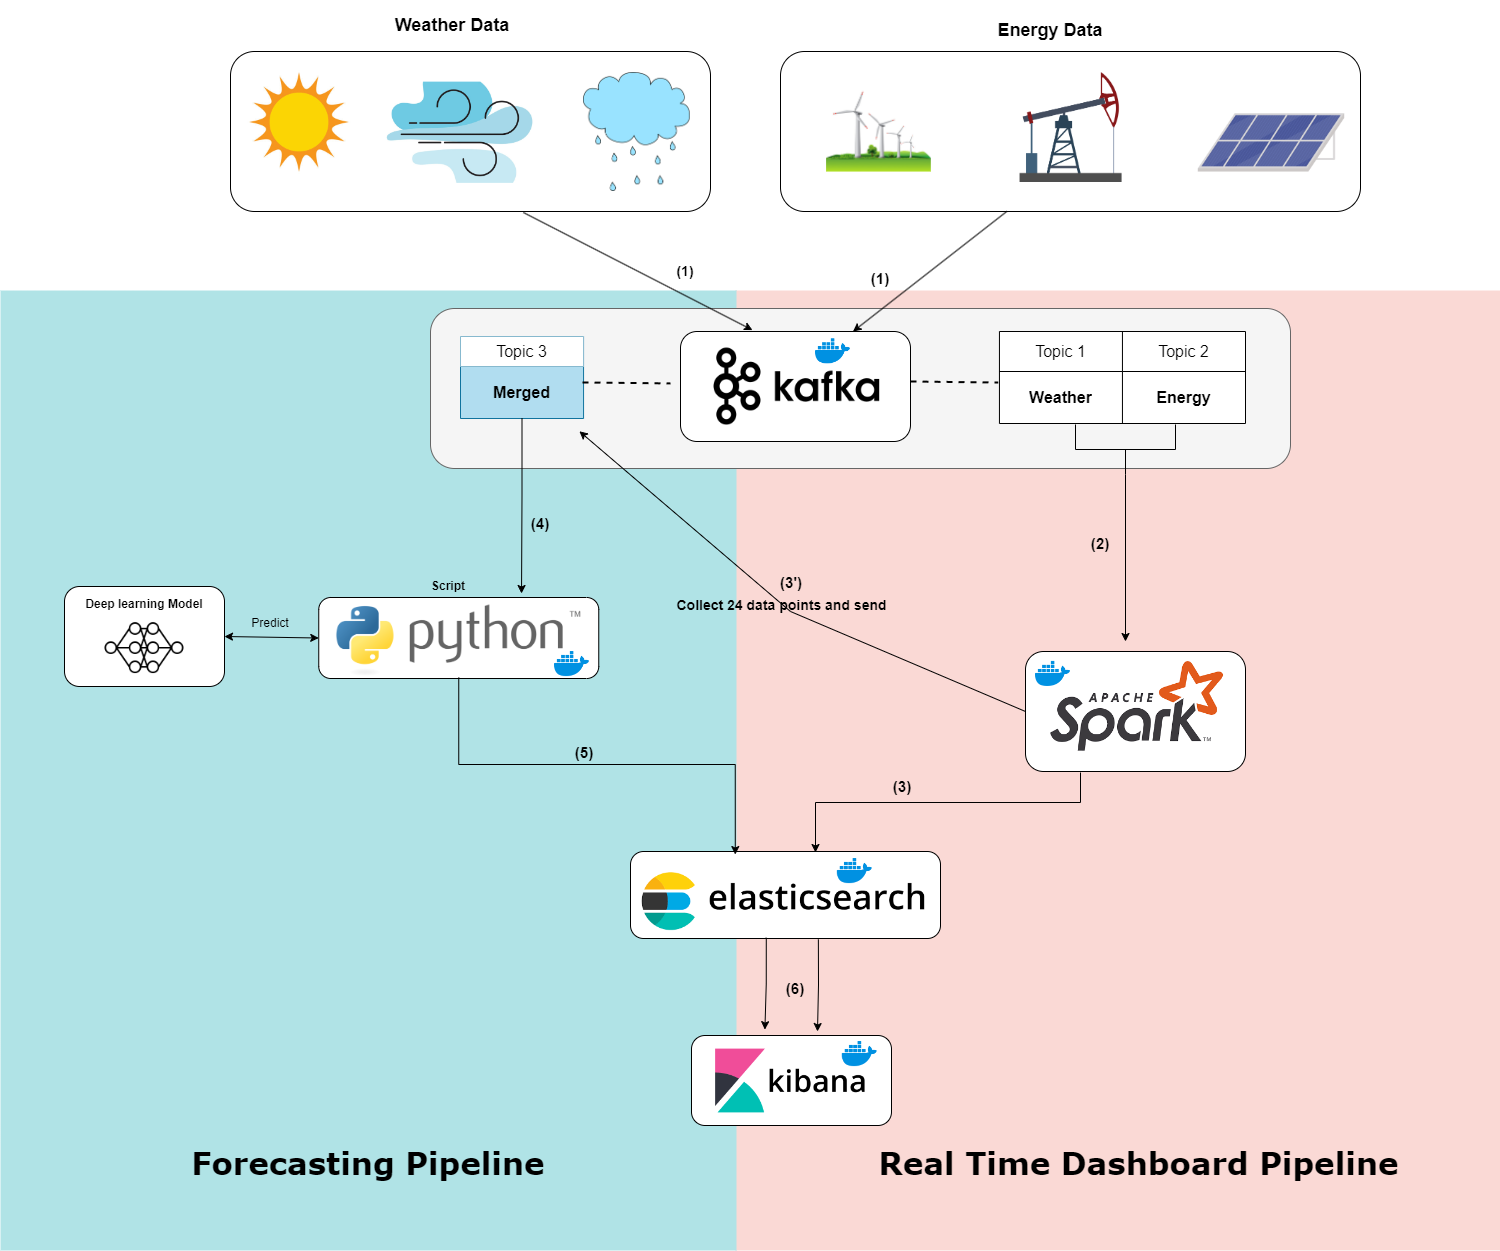 Weather Data
Energy Data
(1)
(1)
Topic 3
Merged
kafka
Topic 1
Topic 2
Weather
Energy
(4)
(2)
(3')
Collect 24 data points and send
Script
python™
Deep learning Model
Predict
APACHE
Spark™
(5)
(3)
elasticsearch
(6)
kibana
Forecasting Pipeline
Real Time Dashboard Pipeline